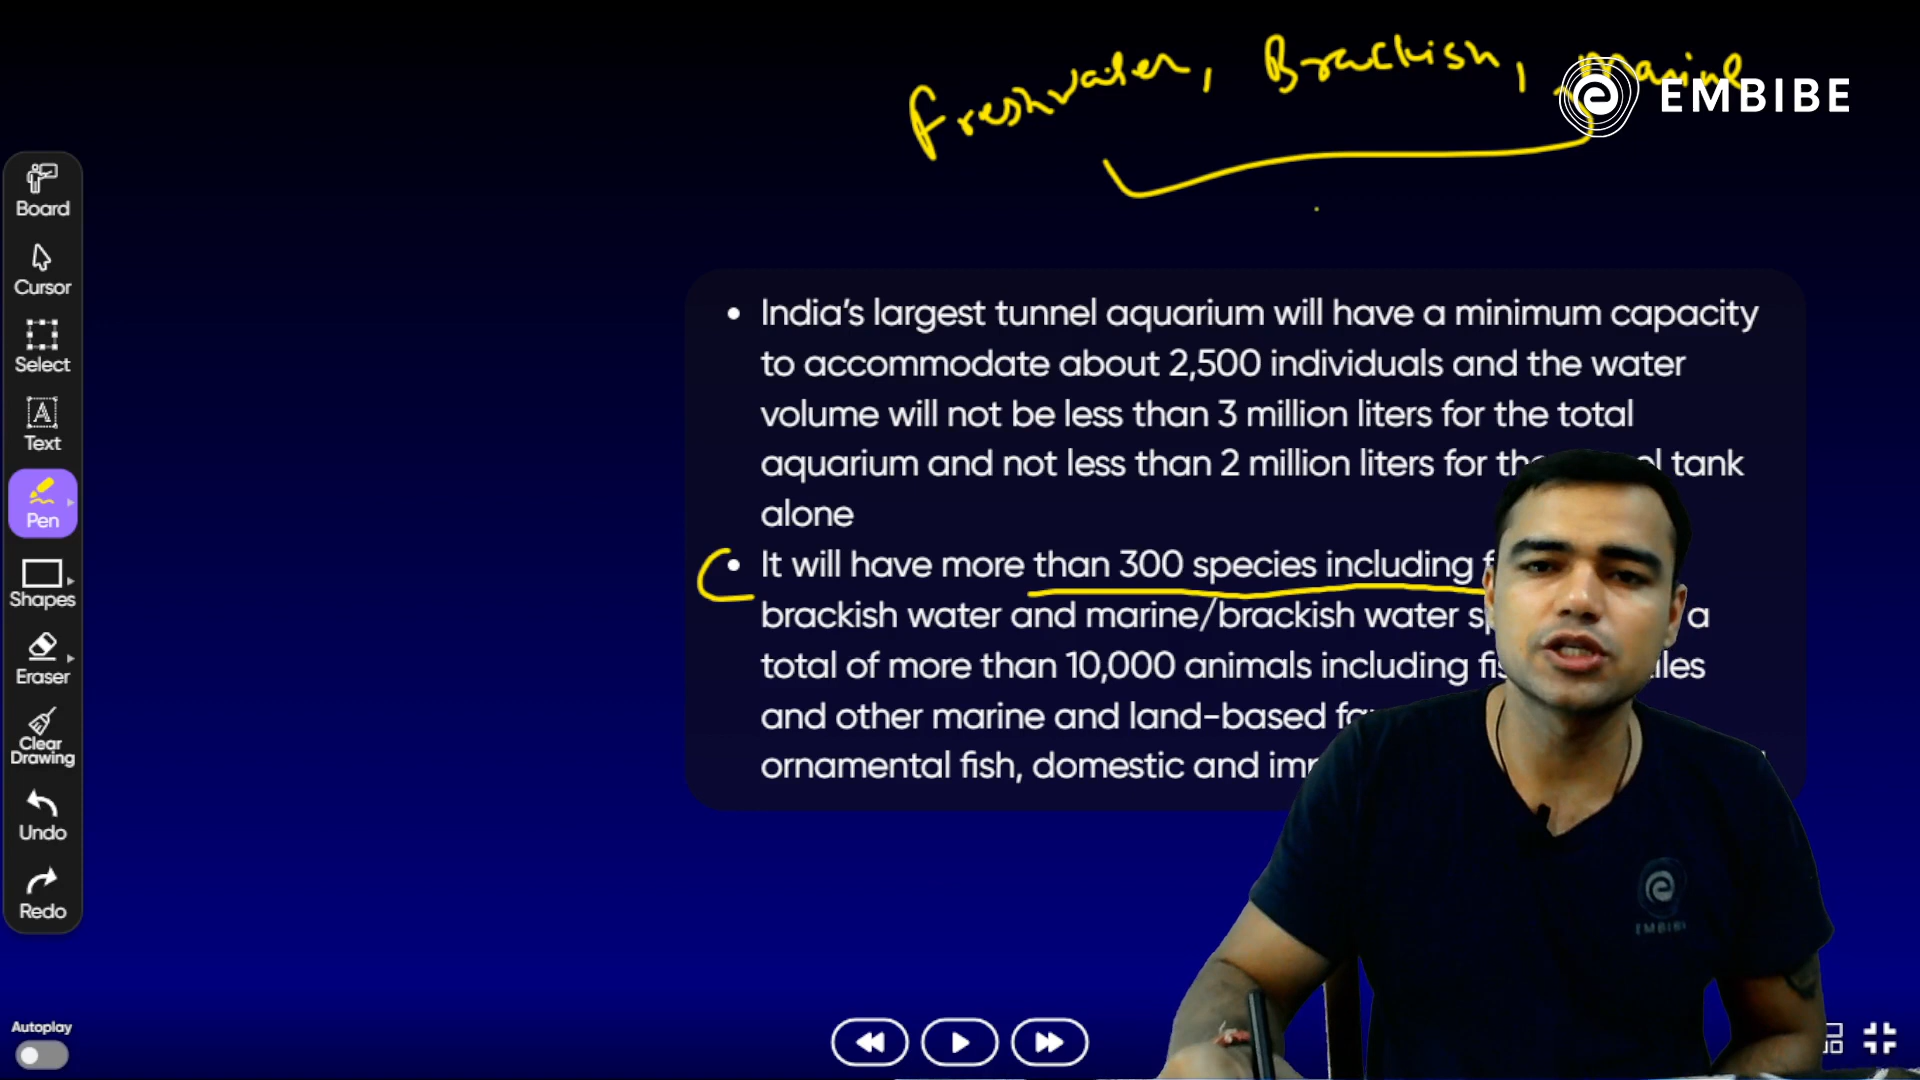 Freshwater, Brackish, Marine
EMBIBE
Board
Cursor
Select
Text
Pen
Shapes
Eraser
Clear
Drawing
Undo
Redo
Autoplay
• India’s largest tunnel aquarium will have a minimum capacity
to accommodate about 2,500 individuals and the water
volume will not be less than 3 million liters for the total
aquarium and not less than 2 million liters for tank
alone
• It will have more than 300 species including
brackish water and marine/brackish water a
total of more than 10,000 animals including
and other marine and land-based
ornamental fish, domestic and
EMBIBE